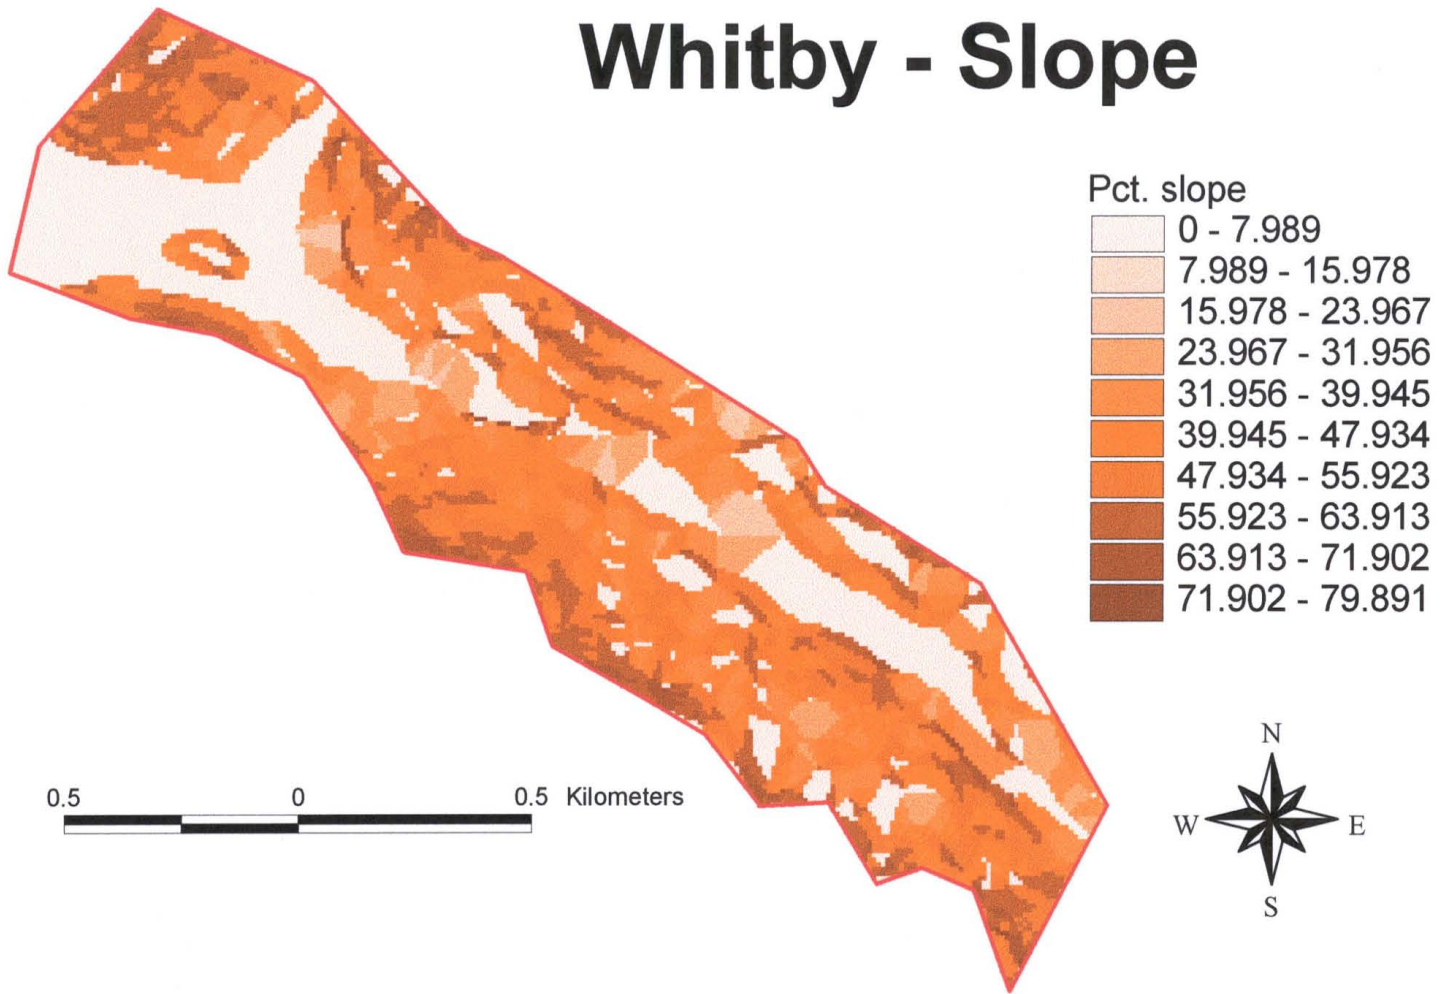 Whitby - Slope
Pct. slope
0 - 7.989
7.989 - 15.978
15.978 - 23.967
23.967 - 31.956
31.956 - 39.945
39.945 - 47.934
47.934 - 55.923
55.923 - 63.913
63.913 - 71.902
71.902 - 79.891
0.5 0 0.5 Kilometers
N
W E
S